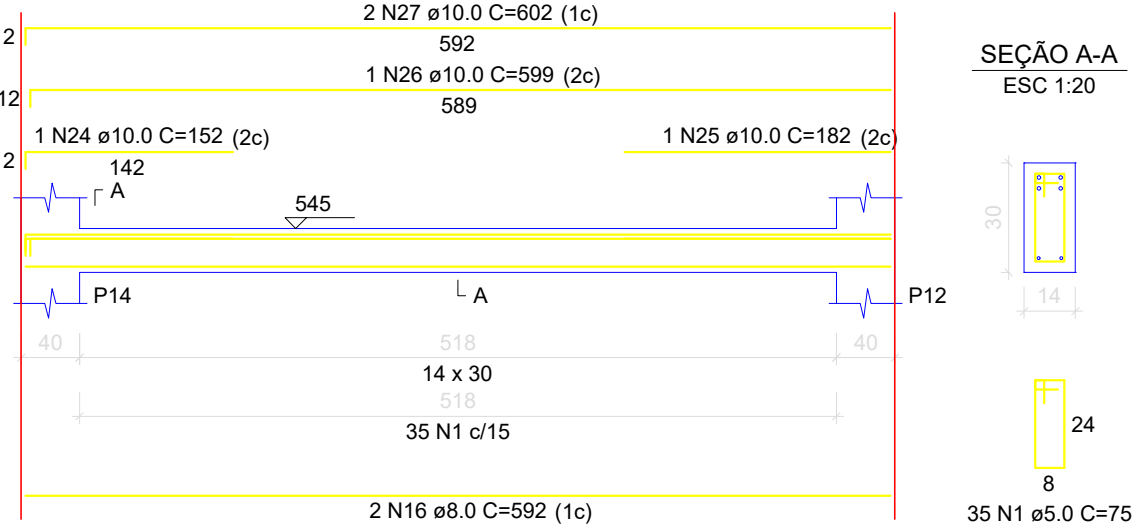 2 N27 ø10.0 C=602 (1c)
2
592
SEÇÃO A-A
ESC 1:20
1 N26 ø10.0 C=599 (2c)
12
589
1 N24 ø10.0 C=152 (2c)
1 N25 ø10.0 C=182 (2c)
2
142
A
545
30
14
P14
A
P12
40
518
40
14 x 30
518
35 N1 c/15
24
8
2 N16 ø8.0 C=592 (1c)
35 N1 ø5.0 C=75